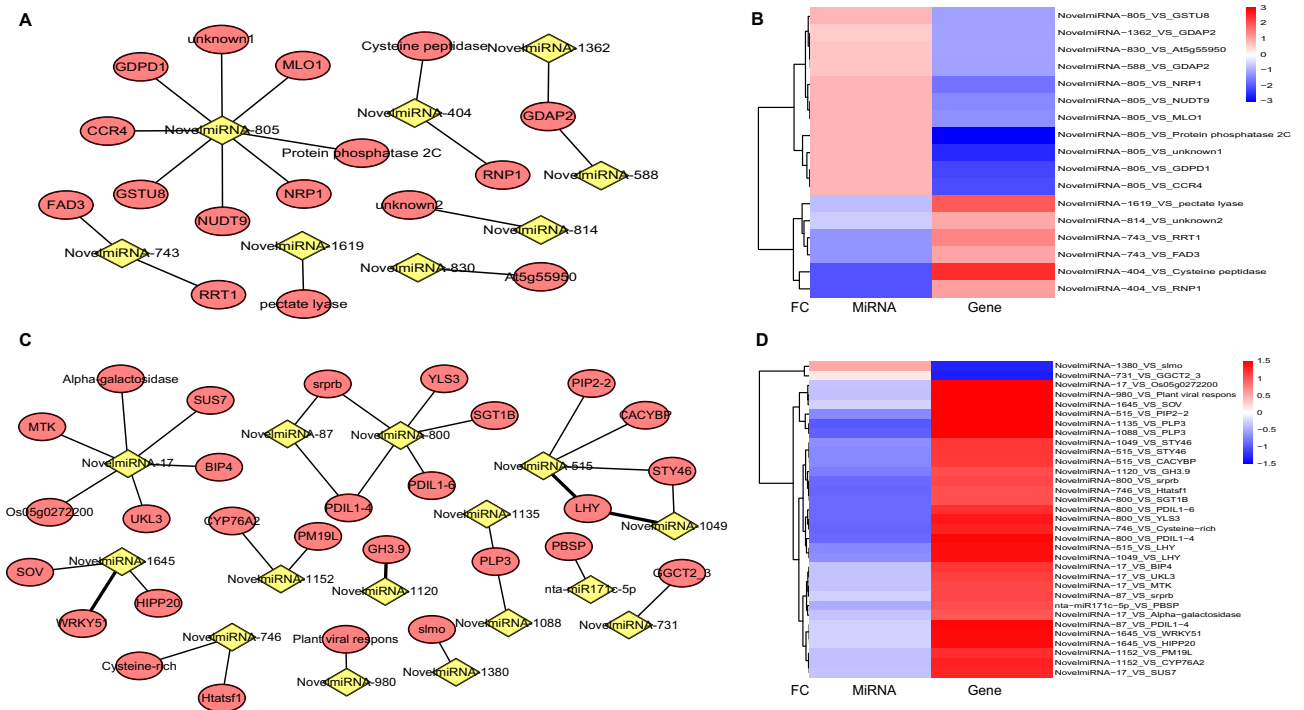 A
unknown1
GDPD1
MLO1
CCR4
NovelmiRNA-805
Protein phosphatase 2C
GSTU8
NRP1
NUDT9
Cysteine peptidase
NovelmiRNA-404
RNP1
NovelmiRNA-1362
GDAP2
NovelmiRNA-588
FAD3
NovelmiRNA-743
RRT1
NovelmiRNA-1619
pectate lyase
unknown2
NovelmiRNA-814
NovelmiRNA-830
At5g55950
B
NovelmiRNA-805_VS_GSTU8
NovelmiRNA-1362_VS_GDAP2
NovelmiRNA-830_VS_At5g55950
NovelmiRNA-588_VS_GDAP2
NovelmiRNA-805_VS_NRP1
NovelmiRNA-805_VS_NUDT9
NovelmiRNA-805_VS_MLO1
NovelmiRNA-805_VS_Protein phosphatase 2C
NovelmiRNA-805_VS_unknown1
NovelmiRNA-805_VS_GDPD1
NovelmiRNA-805_VS_CCR4
NovelmiRNA-1619_VS_pectate lyase
NovelmiRNA-814_VS_unknown2
NovelmiRNA-743_VS_RRT1
NovelmiRNA-743_VS_FAD3
NovelmiRNA-404_VS_Cysteine peptidase
NovelmiRNA-404_VS_RNP1
3
2
1
0
−1
−2
−3
FC
MiRNA
Gene
C
Alpha-galactosidase
SUS7
MTK
NovelmiRNA-17
BIP4
Os05g0272200
UKL3
srprb
YLS3
NovelmiRNA-87
NovelmiRNA-800
SGT1B
PDIL1-4
PDIL1-6
PIP2-2
CACYBP
NovelmiRNA-515
STY46
LHY
NovelmiRNA-1049
SOV
NovelmiRNA-1645
WRKY51
HIPP20
CYP76A2
PM19L
NovelmiRNA-1152
GH3.9
NovelmiRNA-1120
NovelmiRNA-1135
PLP3
NovelmiRNA-1088
PBSP
nta-miR171c-5p
GGCT2_3
NovelmiRNA-731
NovelmiRNA-746
Cysteine-rich
Htatsf1
Plant viral respons
NovelmiRNA-980
slmo
NovelmiRNA-1380
D
NovelmiRNA-1380_VS_slmo
NovelmiRNA-731_VS_GGCT2_3
NovelmiRNA-17_VS_Os05g0272200
NovelmiRNA-980_VS_Plant viral respons
NovelmiRNA-1645_VS_SOV
NovelmiRNA-515_VS_PIP2-2
NovelmiRNA-1135_VS_PLP3
NovelmiRNA-1088_VS_PLP3
NovelmiRNA-1049_VS_STY46
NovelmiRNA-515_VS_STY46
NovelmiRNA-515_VS_CACYBP
NovelmiRNA-1120_VS_GH3.9
NovelmiRNA-800_VS_srprb
NovelmiRNA-746_VS_Htatsf1
NovelmiRNA-800_VS_SGT1B
NovelmiRNA-800_VS_PDIL1-6
NovelmiRNA-800_VS_YLS3
NovelmiRNA-746_VS_Cysteine-rich
NovelmiRNA-800_VS_PDIL1-4
NovelmiRNA-515_VS_LHY
NovelmiRNA-1049_VS_LHY
NovelmiRNA-17_VS_BIP4
NovelmiRNA-17_VS_UKL3
NovelmiRNA-17_VS_MTK
NovelmiRNA-87_VS_srprb
nta-miR171c-5p_VS_PBSP
NovelmiRNA-17_VS_Alpha-galactosidase
NovelmiRNA-87_VS_PDIL1-4
NovelmiRNA-1645_VS_WRKY51
NovelmiRNA-1645_VS_HIPP20
NovelmiRNA-1152_VS_PM19L
NovelmiRNA-1152_VS_CYP76A2
NovelmiRNA-17_VS_SUS7
1.5
1
0.5
0
−0.5
−1
−1.5
FC
MiRNA
Gene